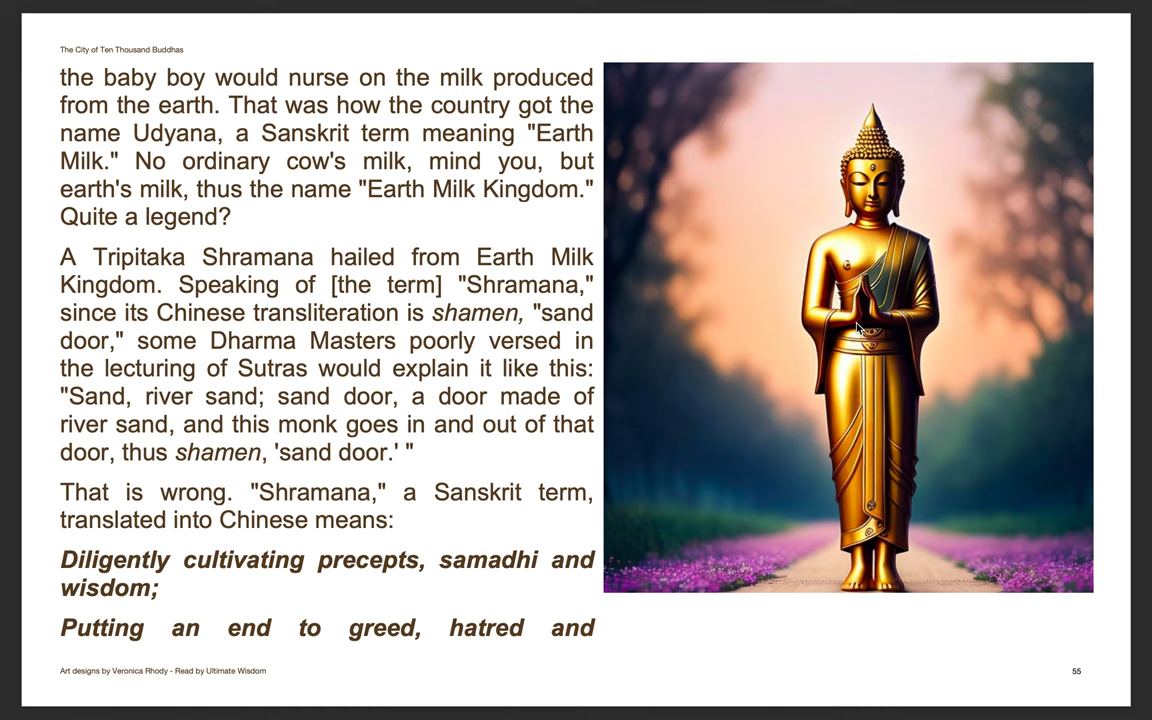 The City of Ten Thousand Buddhas
the baby boy would nurse on the milk produced
from the earth. That was how the country got the
name Udyana, a Sanskrit term meaning "Earth
Milk." No ordinary cow's milk, mind you, but
earth's milk, thus the name "Earth Milk Kingdom."
Quite a legend?
A Tripitaka Shramana hailed from Earth Milk
Kingdom. Speaking of [the term] "Shramana,"
since its Chinese transliteration is shamen, "sand
door," some Dharma Masters poorly versed in
the lecturing of Sutras would explain it like this:
"Sand, river sand; sand door, a door made of
river sand, and this monk goes in and out of that
door, thus shamen, 'sand door.' "
That is wrong. "Shramana," a Sanskrit term,
translated into Chinese means:
Diligently cultivating precepts, samadhi and
wisdom;
Putting an end to greed, hatred and
Art designs by Veronica Rhody - Read by Ultimate Wisdom
55